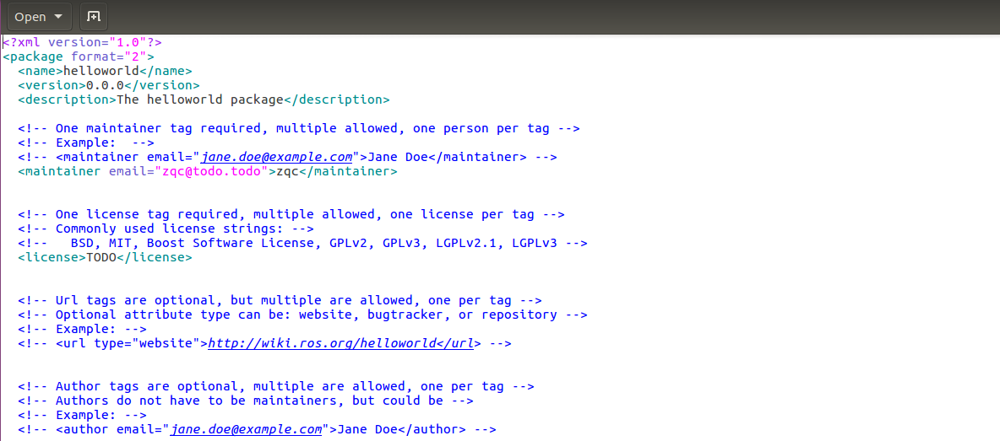 Open
<?xml version="1.0"?>
<package format="2">
  <name>helloworld</name>
  <version>0.0.0</version>
  <description>The helloworld package</description>
  <!-- One maintainer tag required, multiple allowed, one person per tag -->
  <!-- Example:  -->
  <!-- <maintainer email="jane.doe@example.com">Jane Doe</maintainer> -->
  <maintainer email="zqc@todo.todo">zqc</maintainer>
  <!-- One license tag required, multiple allowed, one license per tag -->
  <!-- Commonly used license strings: -->
  <!--   BSD, MIT, Boost Software License, GPLv2, GPLv3, LGPLv2.1, LGPLv3 -->
  <license>TODO</license>
  <!-- Url tags are optional, but multiple are allowed, one per tag -->
  <!-- Optional attribute type can be: website, bugtracker, or repository -->
  <!-- Example: -->
  <!-- <url type="website">http://wiki.ros.org/helloworld</url> -->
  <!-- Author tags are optional, multiple are allowed, one per tag -->
  <!-- Authors do not have to be maintainers, but could be -->
  <!-- Example: -->
  <!-- <author email="jane.doe@example.com">Jane Doe</author> -->